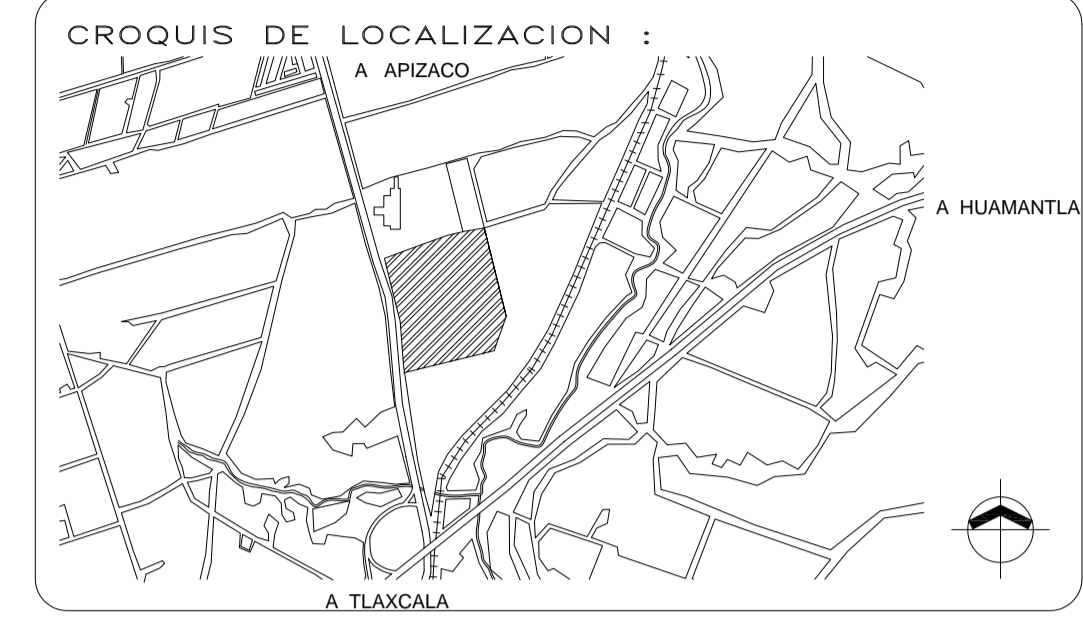 CROQUIS DE LOCALIZACION :
A APIZACO
A HUAMANTLA
A TLAXCALA